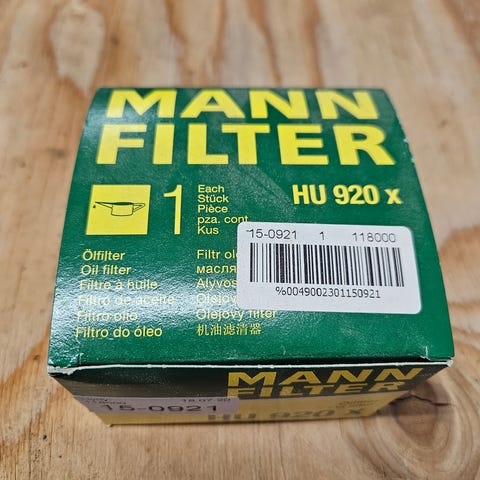 MANN
FILTER
1
Each
Stück
Pièce
pza. cont.
Kus
HU 920 x
15-0921 1 118000
%0049002301150921
Ölfilter
Oil filter
Filtre à huile
Filtro de aceite
Filtro olio
Filtro do óleo
Filtr
масля
Alyvos
Olejový
Olejový filter
机油滤清器
MANN
FILTER
15-0921
HU 920 x